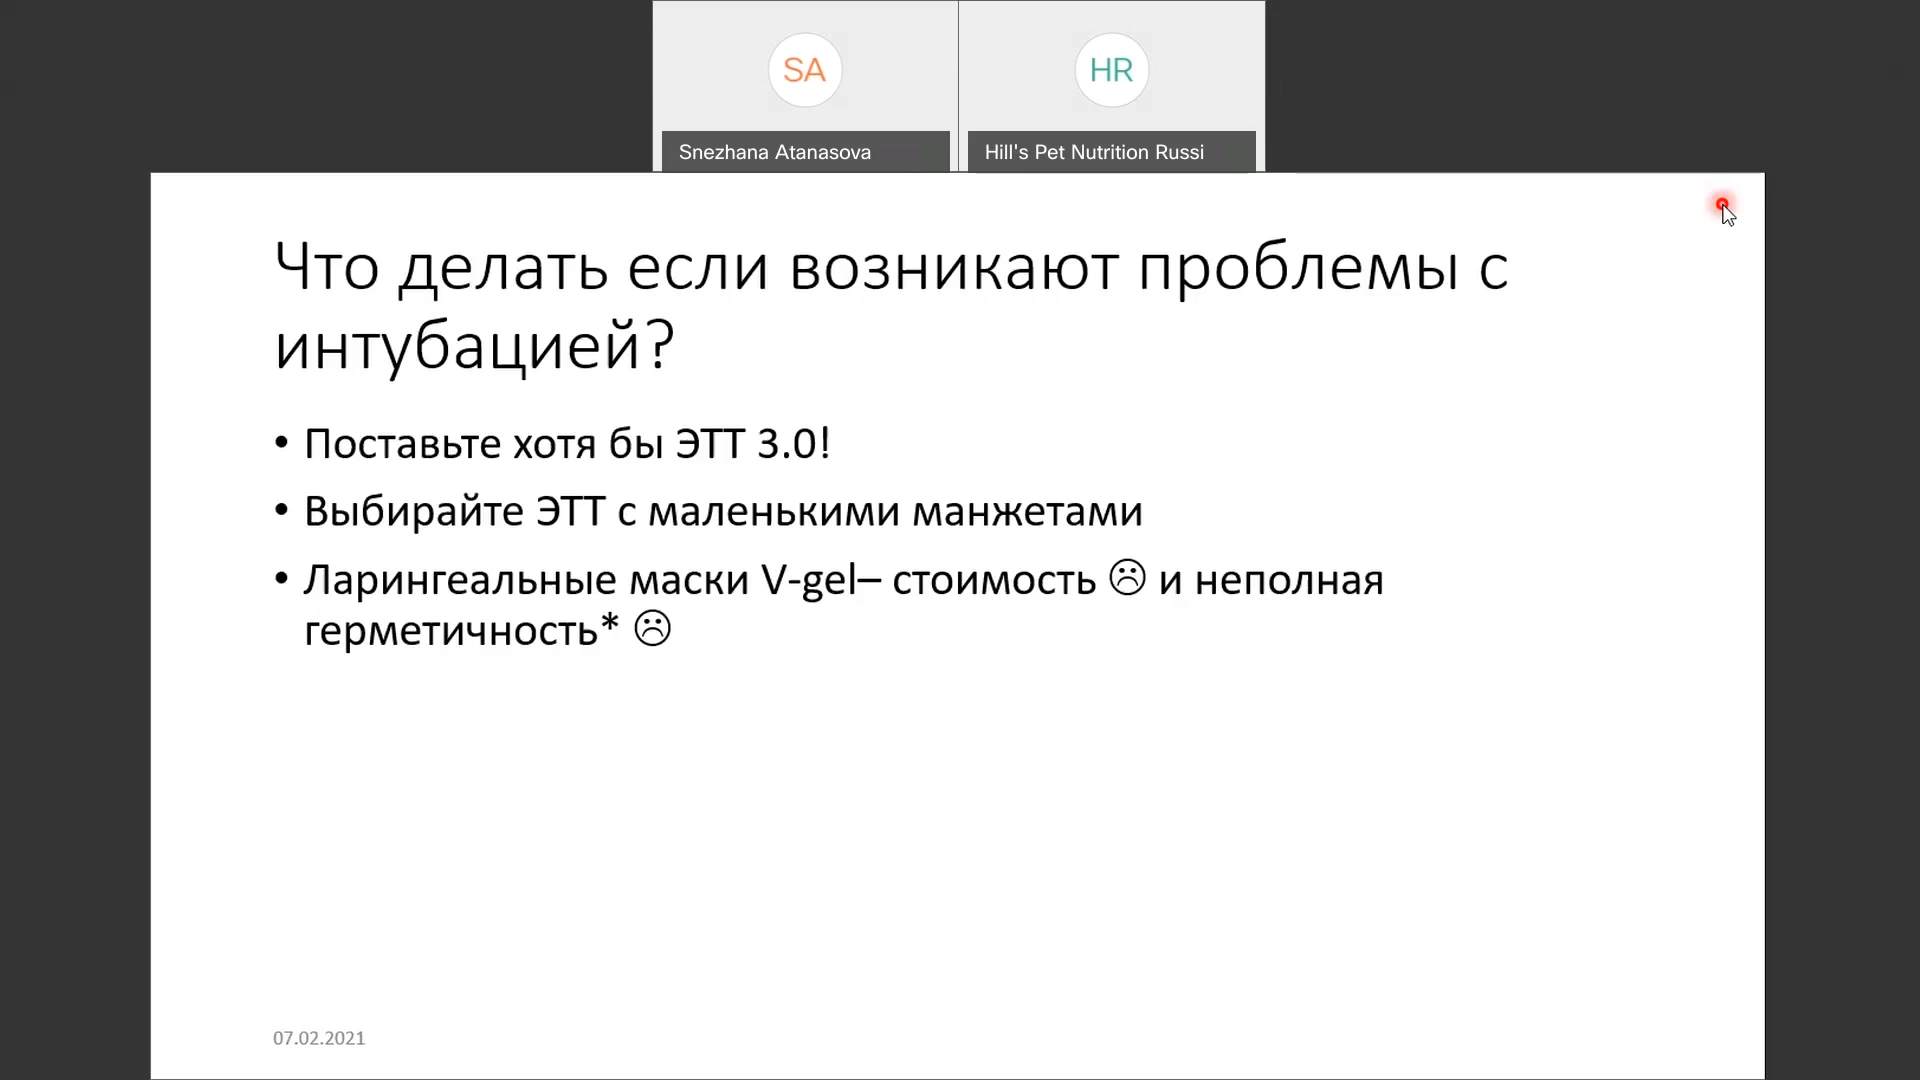 SA
HR
Snezhana Atanasova
Hill's Pet Nutrition Russi
Что делать если возникают проблемы с
интубацией?
• Поставьте хотя бы ЭТТ 3.0!
• Выбирайте ЭТТ с маленькими манжетами
• Ларингеальные маски V-gel– стоимость ☹ и неполная
герметичность* ☹
07.02.2021